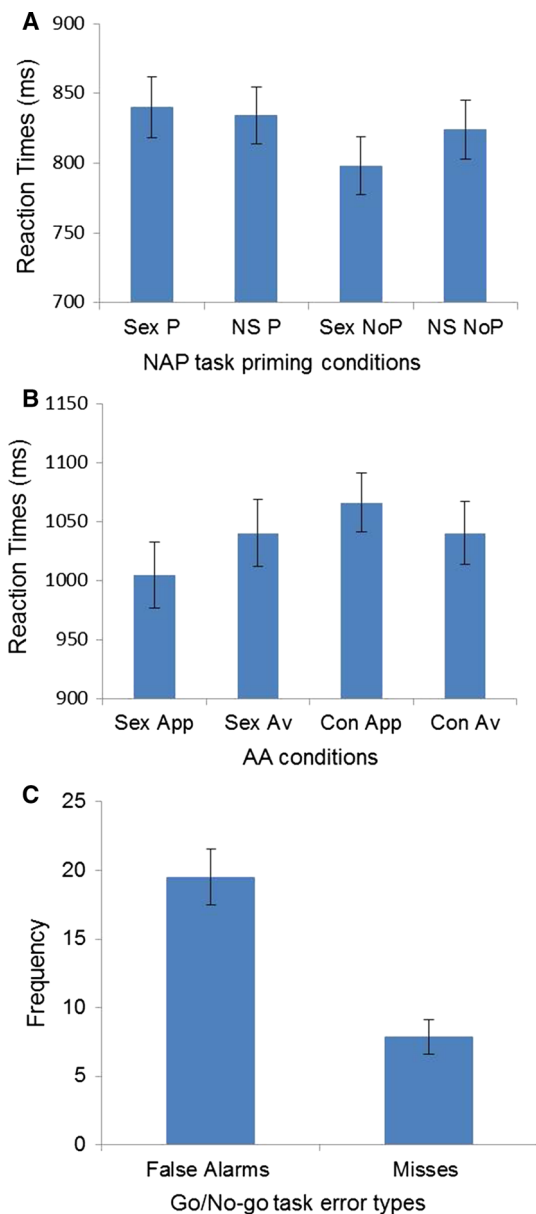 A
900
850
800
750
700
Reaction Times (ms)
Sex P NS P Sex NoP NS NoP
NAP task priming conditions
B
1150
1100
1050
1000
950
900
Reaction Times (ms)
Sex App Sex Av Con App Con Av
AA conditions
C
25
20
15
10
5
0
Frequency
False Alarms Misses
Go/No-go task error types